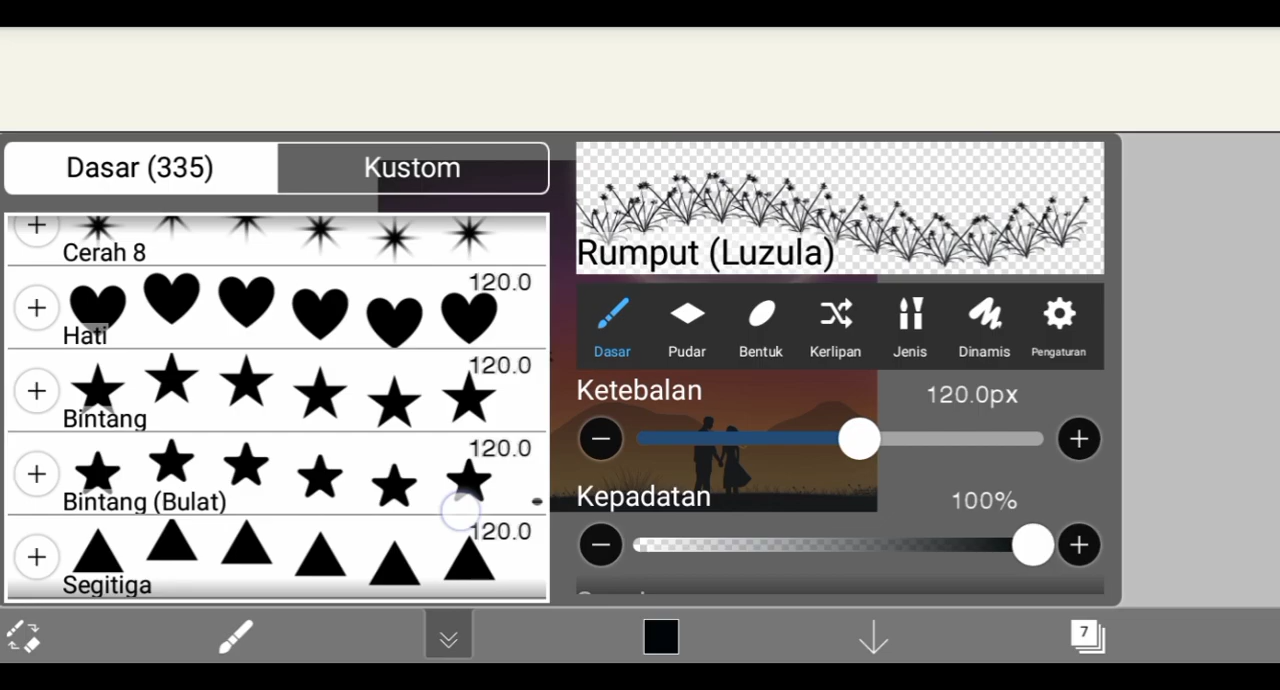 Dasar (335)
Kustom
Cerah 8
120.0
Hati
120.0
Bintang
120.0
Bintang (Bulat)
120.0
Segitiga
Rumput (Luzula)
Dasar
Pudar
Bentuk
Kerlipan
Jenis
Dinamis
Pengaturan
Ketebalan
120.0px
Kepadatan
100%
7